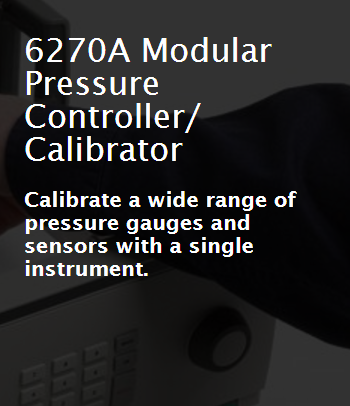 6270A Modular
Pressure
Controller/
Calibrator
Calibrate a wide range of
pressure gauges and
sensors with a single
instrument.